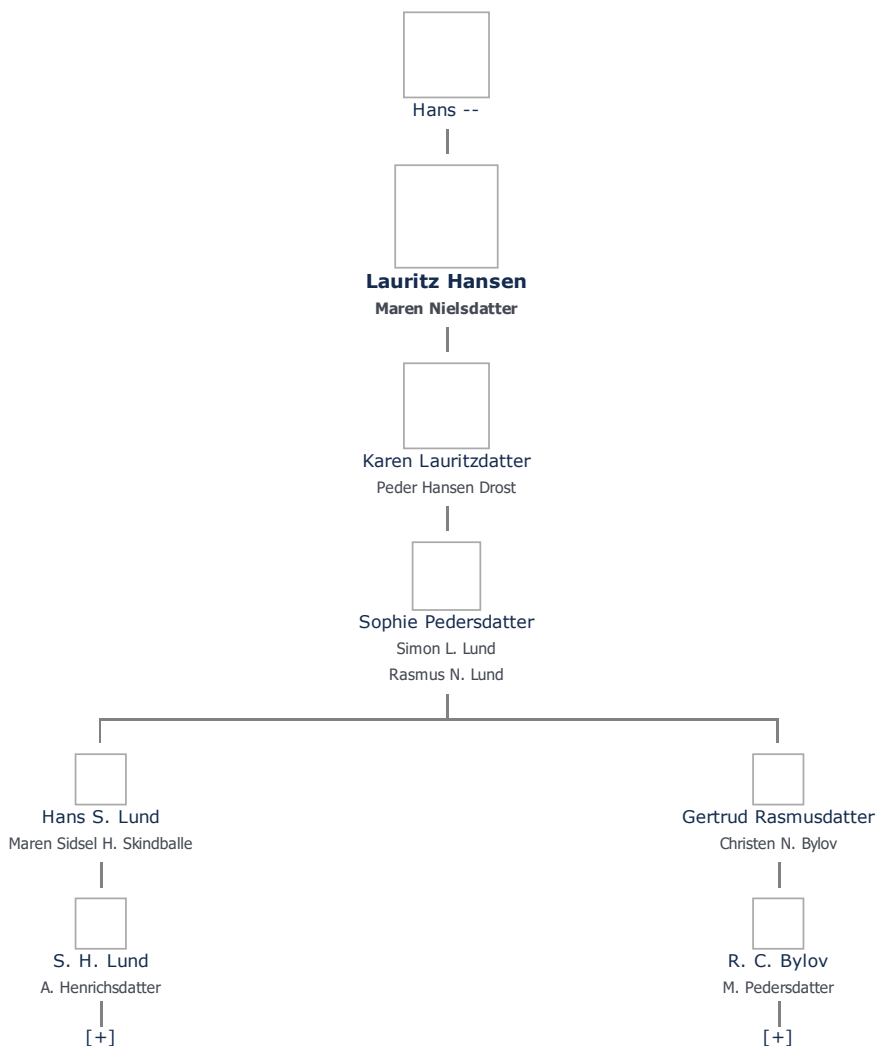 Hans --
Lauritz Hansen
Maren Nielsdatter
Karen Lauritzdatter
Peder Hansen Drost
Sophie Pedersdatter
Simon L. Lund
Rasmus N. Lund
Hans S. Lund
Maren Sidsel H. Skindballe
S. H. Lund
A. Henrichsdatter
[+]
Gertrud Rasmusdatter
Christen N. Bylov
R. C. Bylov
M. Pedersdatter
[+]